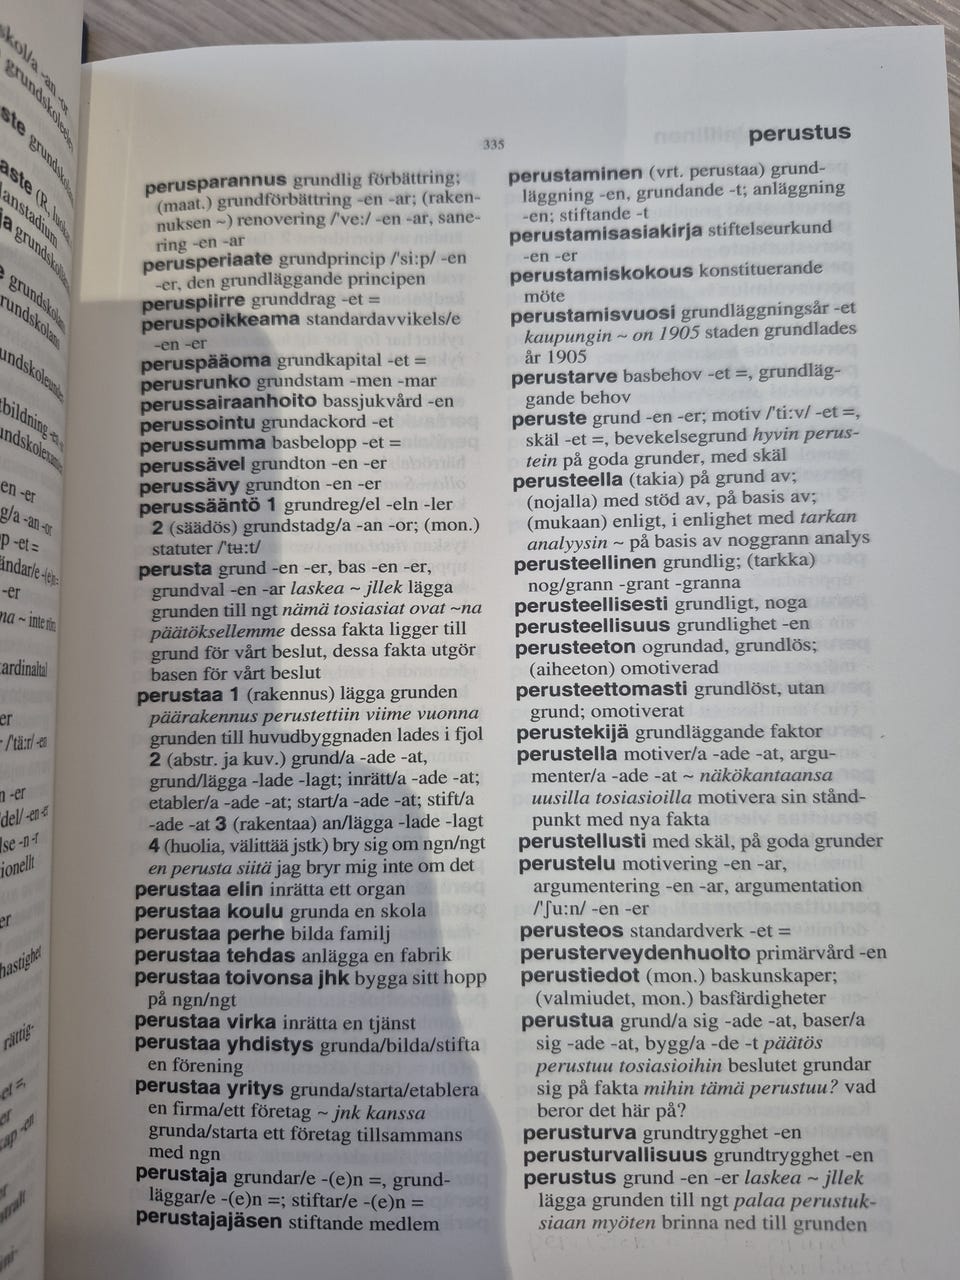 335
perustus
perusparannus grundlig förbättring;
(maat.) grundförbättring -en -ar; (raken-
nuksen ~) renovering /'ve:/ -en -ar, sane-
ring -en -ar
perusperiaate grundprincip /'si:p/ -en
-er, den grundläggande principen
peruspiirre grunddrag -et =
peruspoikkeama standardavvikels/e
-en -er
peruspääoma grundkapital -et =
perusrunko grundstam -men -mar
perussairaanhoito bassjukvård -en
perussointu grundackord -et
perussumma basbelopp -et =
perussävel grundton -en -er
perussävy grundton -en -er
perussääntö 1 grundreg/el -eln -ler
2 (säädös) grundstadg/a -an -or; (mon.)
statuter /'tʉ:t/
perusta grund -en -er, bas -en -er,
grundval -en -ar laskea ~ jllek lägga
grunden till ngt nämä tosiasiat ovat ~na
päätöksellemme dessa fakta ligger till
grund för vårt beslut, dessa fakta utgör
basen för vårt beslut
perustaa 1 (rakennus) lägga grunden
päärakennus perustettiin viime vuonna
grunden till huvudbyggnaden lades i fjol
2 (abstr. ja kuv.) grund/a -ade -at,
grund/lägga -lade -lagt; inrätt/a -ade -at;
etabler/a -ade -at; start/a -ade -at; stift/a
-ade -at 3 (rakentaa) an/lägga -lade -lagt
4 (huolia, välittää jstk) bry sig om ngn/ngt
en perusta siitä jag bryr mig inte om det
perustaa elin inrätta ett organ
perustaa koulu grunda en skola
perustaa perhe bilda familj
perustaa tehdas anlägga en fabrik
perustaa toivonsa jhk bygga sitt hopp
på ngn/ngt
perustaa virka inrätta en tjänst
perustaa yhdistys grunda/bilda/stifta
en förening
perustaa yritys grunda/starta/etablera
en firma/ett företag ~ jnk kanssa
grunda/starta ett företag tillsammans
med ngn
perustaja grundar/e -(e)n =, grund-
läggar/e -(e)n =; stiftar/e -(e)n =
perustajajäsen stiftande medlem
perustaminen (vrt. perustaa) grund-
läggning -en, grundande -t; anläggning
-en; stiftande -t
perustamisasiakirja stiftelseurkund
-en -er
perustamiskokous konstituerande
möte
perustamisvuosi grundläggningsår -et
kaupungin ~ on 1905 staden grundlades
år 1905
perustarve basbehov -et =, grundläg-
gande behov
peruste grund -en -er; motiv /'ti:v/ -et =,
skäl -et =, bevekelsegrund hyvin perus-
tein på goda grunder, med skäl
perusteella (takia) på grund av;
(nojalla) med stöd av, på basis av;
(mukaan) enligt, i enlighet med tarkan
analyysin ~ på basis av noggrann analys
perusteellinen grundlig; (tarkka)
nog/grann -grant -granna
perusteellisesti grundligt, noga
perusteellisuus grundlighet -en
perusteeton ogrundad, grundlös;
(aiheeton) omotiverad
perusteettomasti grundlöst, utan
grund; omotiverat
perustekijä grundläggande faktor
perustella motiver/a -ade -at, argu-
menter/a -ade -at ~ näkökantaansa
uusilla tosiasioilla motivera sin stånd-
punkt med nya fakta
perustellusti med skäl, på goda grunder
perustelu motivering -en -ar,
argumentering -en -ar, argumentation
/'ʃu:n/ -en -er
perusteos standardverk -et =
perusterveydenhuolto primärvård -en
perustiedot (mon.) baskunskaper;
(valmiudet, mon.) basfärdigheter
perustua grund/a sig -ade -at, baser/a
sig -ade -at, bygg/a -de -t päätös
perustuu tosiasioihin beslutet grundar
sig på fakta mihin tämä perustuu? vad
beror det här på?
perusturva grundtrygghet -en
perusturvallisuus grundtrygghet -en
perustus grund -en -er laskea ~ jllek
lägga grunden till ngt palaa perustuk-
siaan myöten brinna ned till grunden